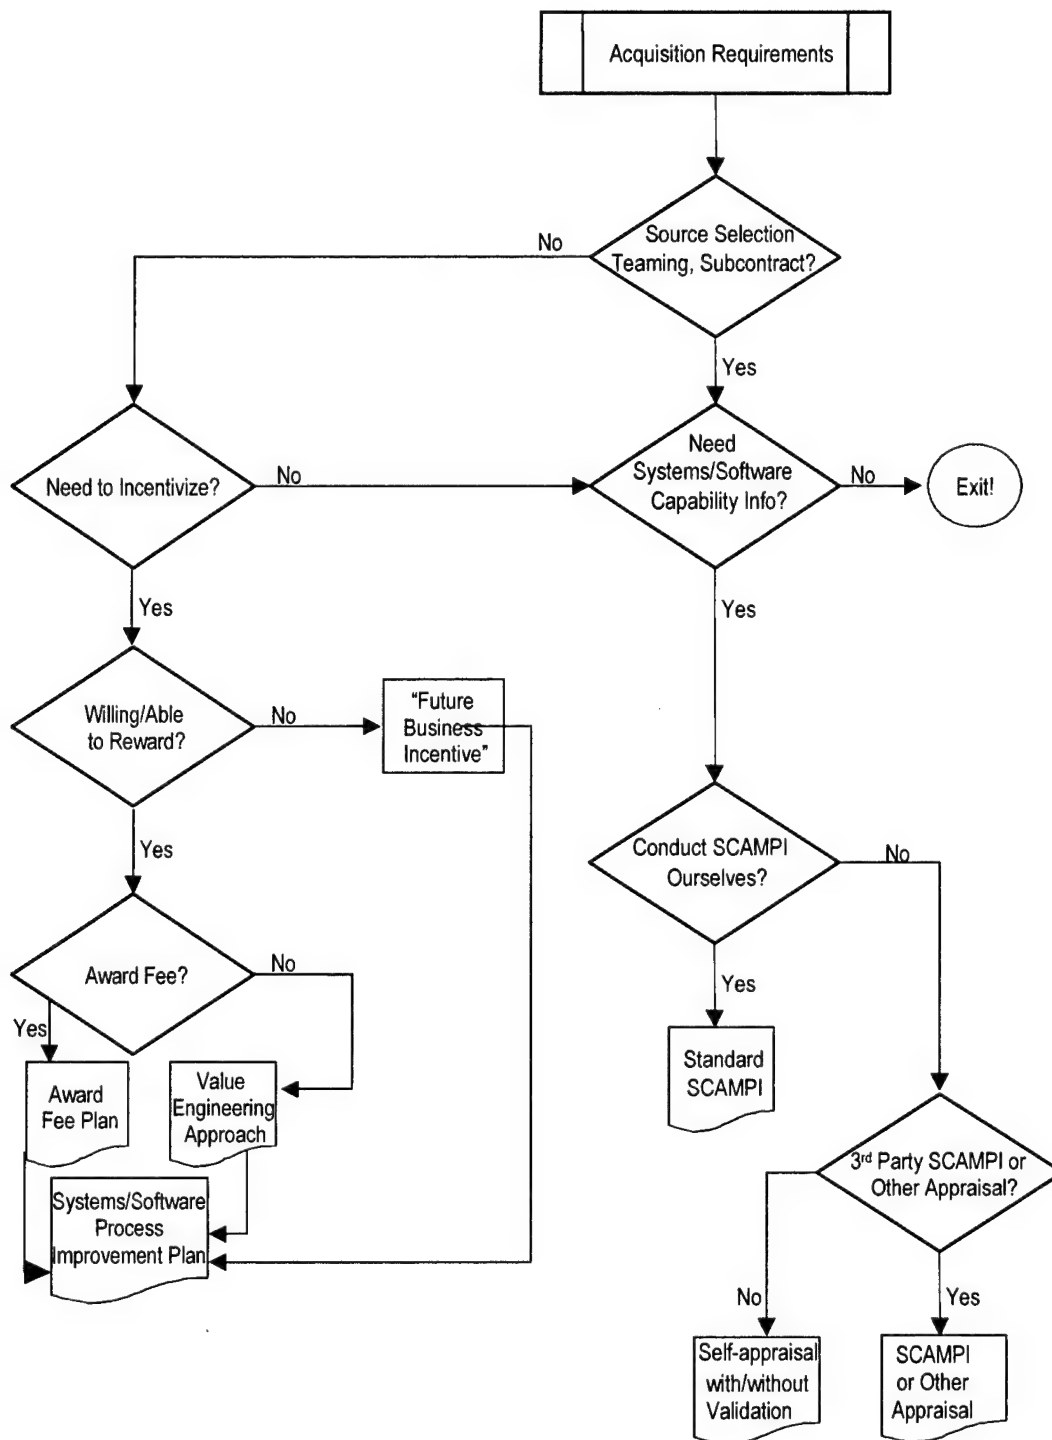 Acquisition Requirements
Source Selection
Teaming, Subcontract?
No
Yes
Need to Incentivize?
No
Need
Systems/Software
Capability Info?
No
Exit!
Yes
Yes
Willing/Able
to Reward?
No
“Future
Business
Incentive”
Yes
Conduct SCAMPI
Ourselves?
No
Award Fee?
No
Yes
Yes
Award
Fee Plan
Value
Engineering
Approach
Standard
SCAMPI
3rd Party SCAMPI or
Other Appraisal?
Systems/Software
Process
Improvement Plan
No
Yes
Self-appraisal
with/without
Validation
SCAMPI
or Other
Appraisal